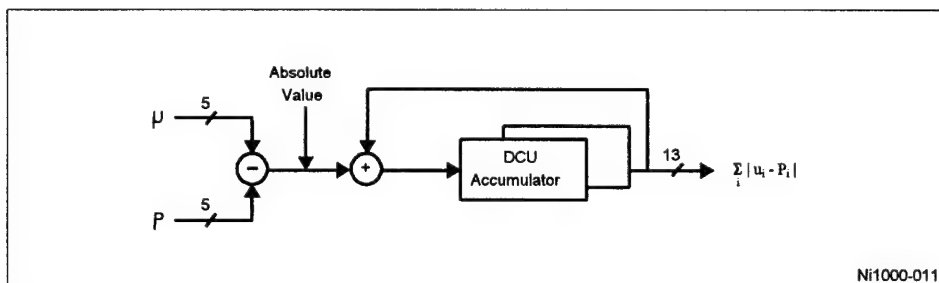 Absolute
Value
μ
5
−
+
DCU
Accumulator
13
Σ | u_i - P_i |
i
P
5
Ni1000-011